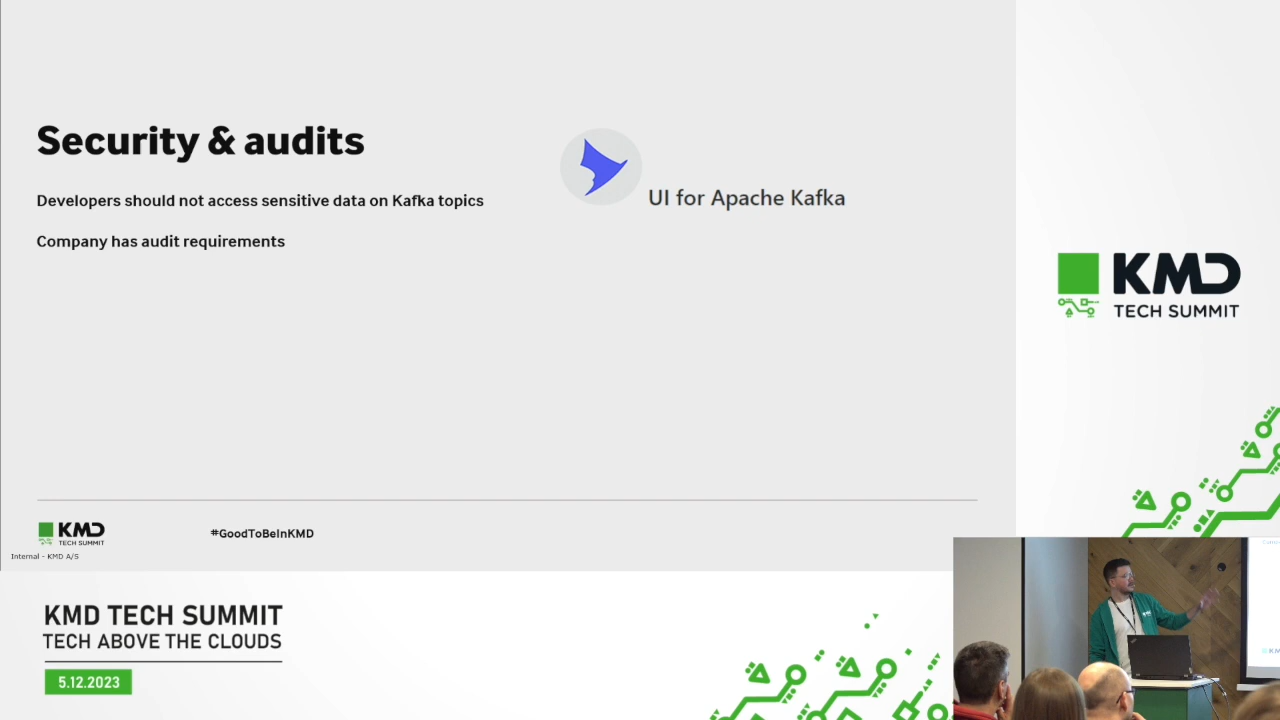 Security & audits
Developers should not access sensitive data on Kafka topics
Company has audit requirements
UI for Apache Kafka
KMD
TECH SUMMIT
KMD
TECH SUMMIT
#GoodToBeInKMD
Internal - KMD A/S
KMD TECH SUMMIT
TECH ABOVE THE CLOUDS
5.12.2023